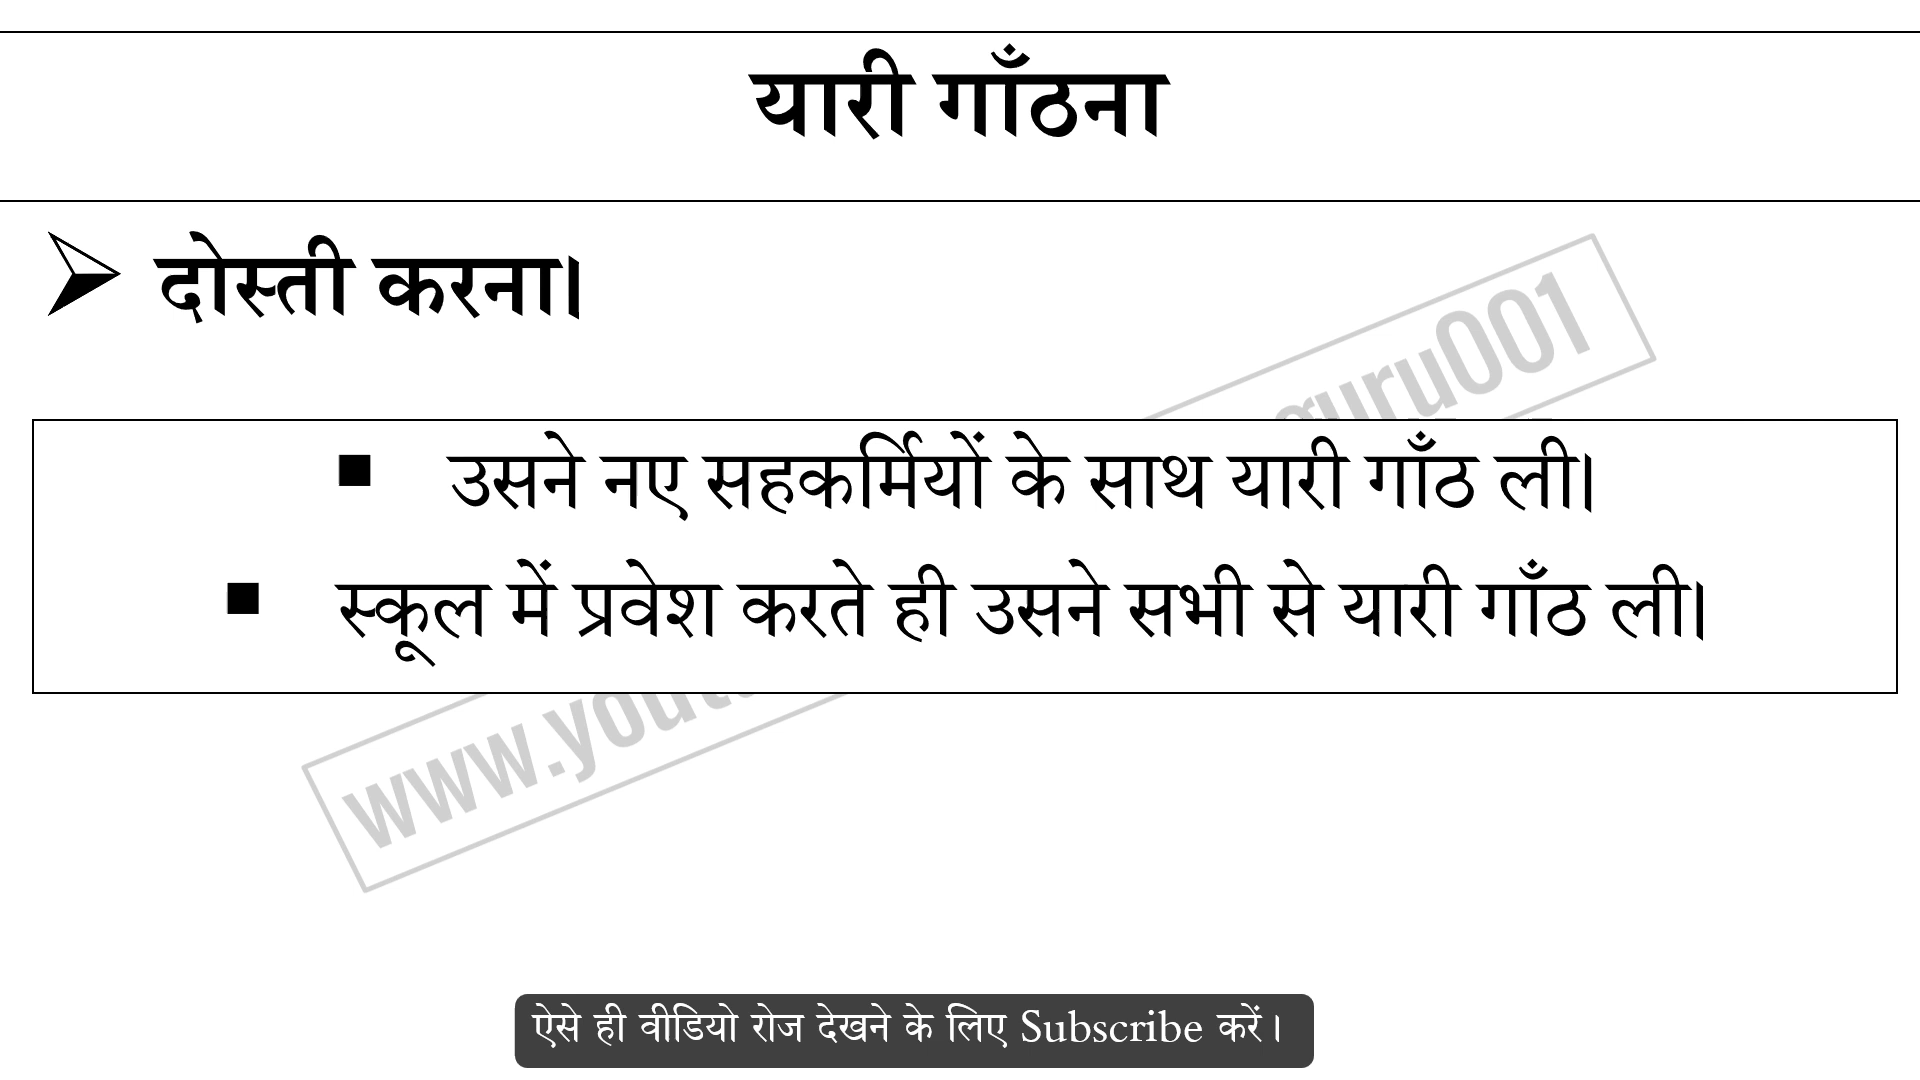 यारी गाँठना
➢ दोस्ती करना।
▪ उसने नए सहकर्मियों के साथ यारी गाँठ ली।
▪ स्कूल में प्रवेश करते ही उसने सभी से यारी गाँठ ली।
ऐसे ही वीडियो रोज देखने के लिए Subscribe करें।